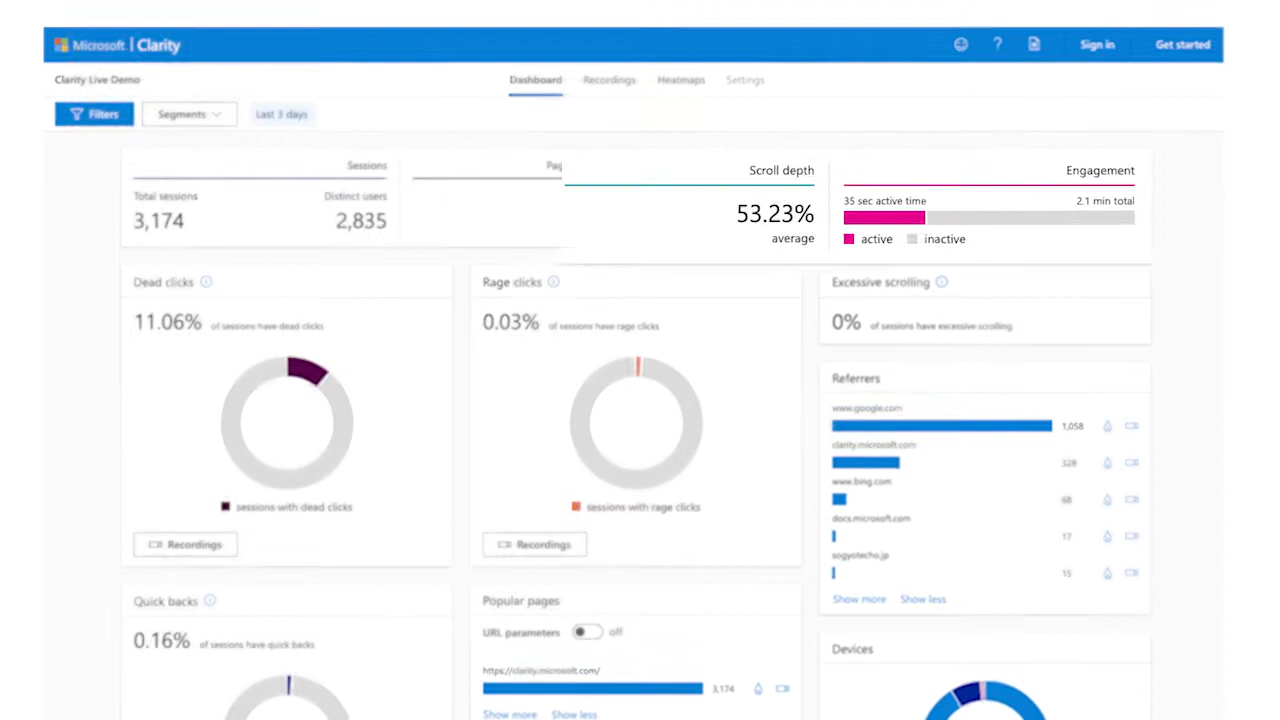 Microsoft | Clarity
? Sign in Get started
Clarity Live Demo Dashboard Recordings Heatmaps Settings
Filters Segments Last 3 days
Sessions
Total sessions Distinct users
3,174 2,835
Scroll depth
53.23%
average
Engagement
35 sec active time 2.1 min total
active inactive
Dead clicks
11.06% of sessions have dead clicks
sessions with dead clicks
Recordings
Rage clicks
0.03% of sessions have rage clicks
sessions with rage clicks
Recordings
Excessive scrolling
0% of sessions have excessive scrolling
Referrers
www.google.com
1,058
clarity.microsoft.com
328
www.bing.com
68
docs.microsoft.com
17
sogyotecho.jp
15
Show more Show less
Quick backs
0.16% of sessions have quick backs
Popular pages
URL parameters off
https://clarity.microsoft.com/
3,174
Show more Show less
Devices